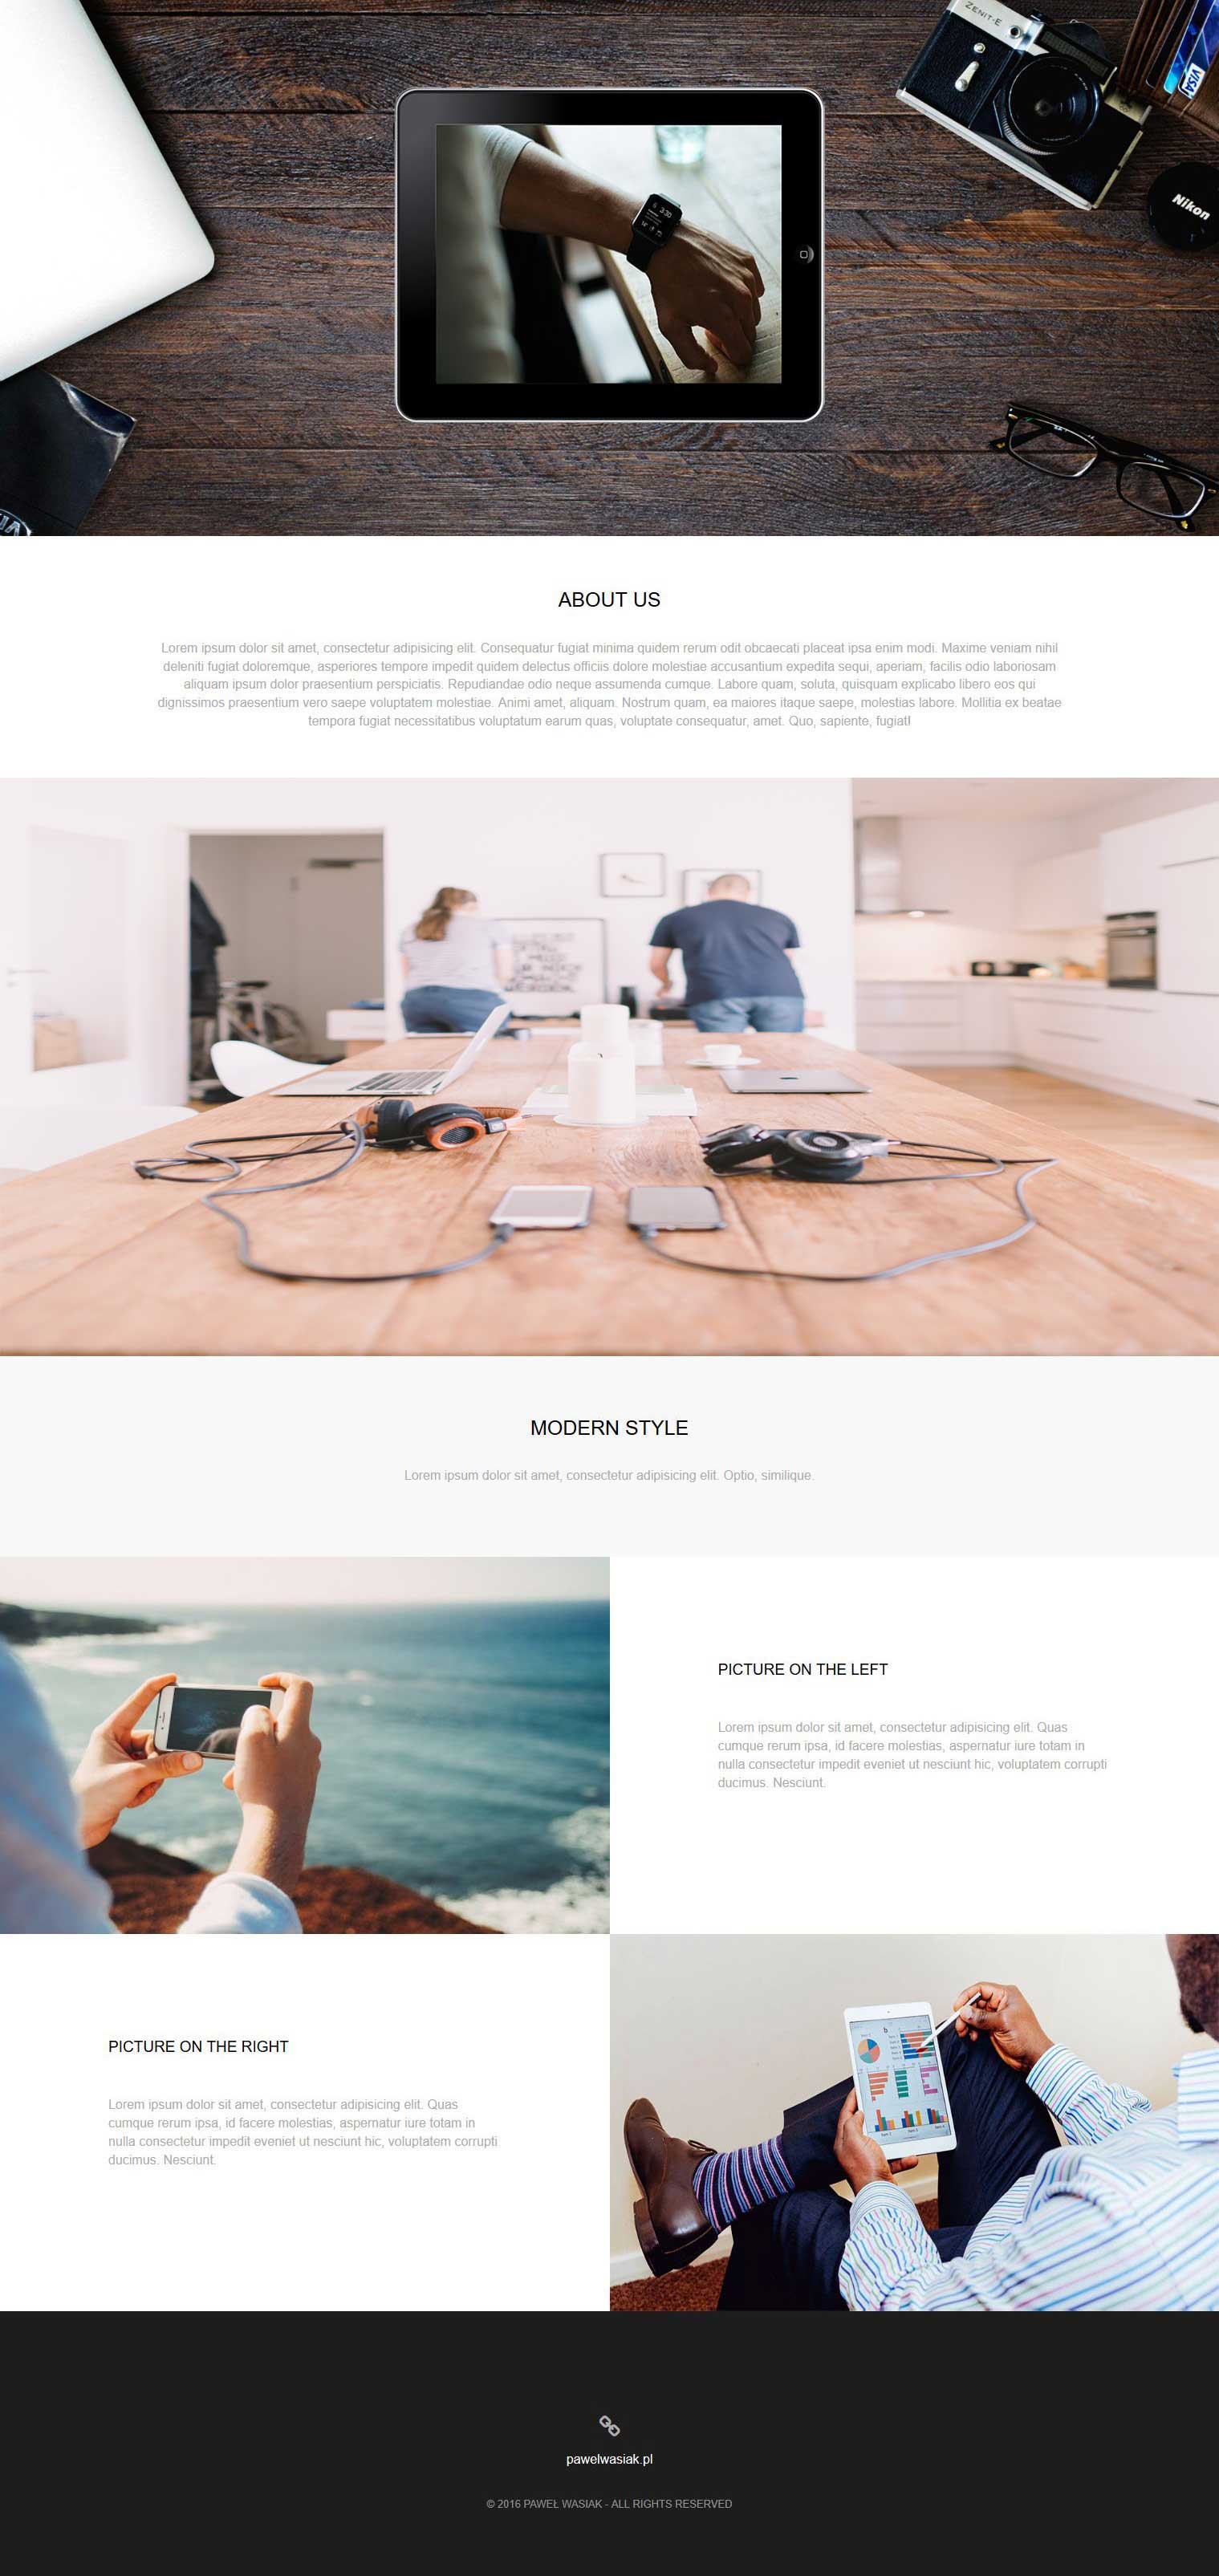 ZENIT-E
VISA
Nikon
3:30
ABOUT US
Lorem ipsum dolor sit amet, consectetur adipisicing elit. Consequatur fugiat minima quidem rerum odit obcaecati placeat ipsa enim modi. Maxime veniam nihil
deleniti fugiat doloremque, asperiores tempore impedit quidem delectus officiis dolore molestiae accusantium expedita sequi, aperiam, facilis odio laboriosam
aliquam ipsum dolor praesentium perspiciatis. Repudiandae odio neque assumenda cumque. Labore quam, soluta, quisquam explicabo libero eos qui
dignissimos praesentium vero saepe voluptatem molestiae. Animi amet, aliquam. Nostrum quam, ea maiores itaque saepe, molestias labore. Mollitia ex beatae
tempora fugiat necessitatibus voluptatum earum quas, voluptate consequatur, amet. Quo, sapiente, fugiat!
MODERN STYLE
Lorem ipsum dolor sit amet, consectetur adipisicing elit. Optio, similique.
PICTURE ON THE LEFT
Lorem ipsum dolor sit amet, consectetur adipisicing elit. Quas
cumque rerum ipsa, id facere molestias, aspernatur iure totam in
nulla consectetur impedit eveniet ut nesciunt hic, voluptatem corrupti
ducimus. Nesciunt.
PICTURE ON THE RIGHT
Lorem ipsum dolor sit amet, consectetur adipisicing elit. Quas
cumque rerum ipsa, id facere molestias, aspernatur iure totam in
nulla consectetur impedit eveniet ut nesciunt hic, voluptatem corrupti
ducimus. Nesciunt.
pawelwasiak.pl
© 2016 PAWEŁ WASIAK - ALL RIGHTS RESERVED